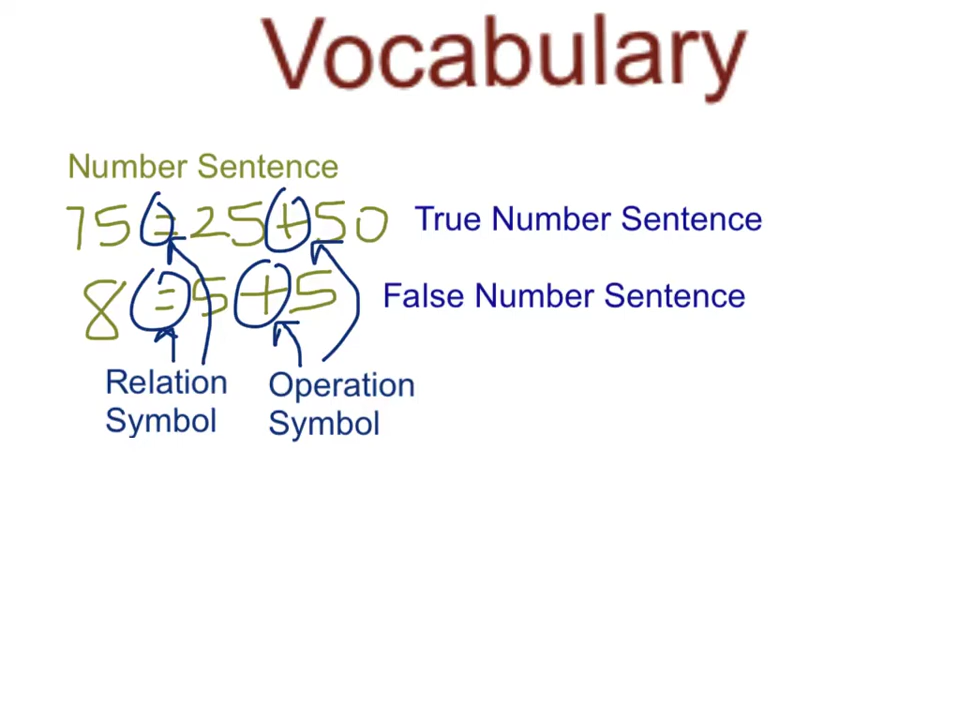 Vocabulary
Number Sentence
75=25+50 True Number Sentence
8=5+5 False Number Sentence
Relation Operation
Symbol Symbol